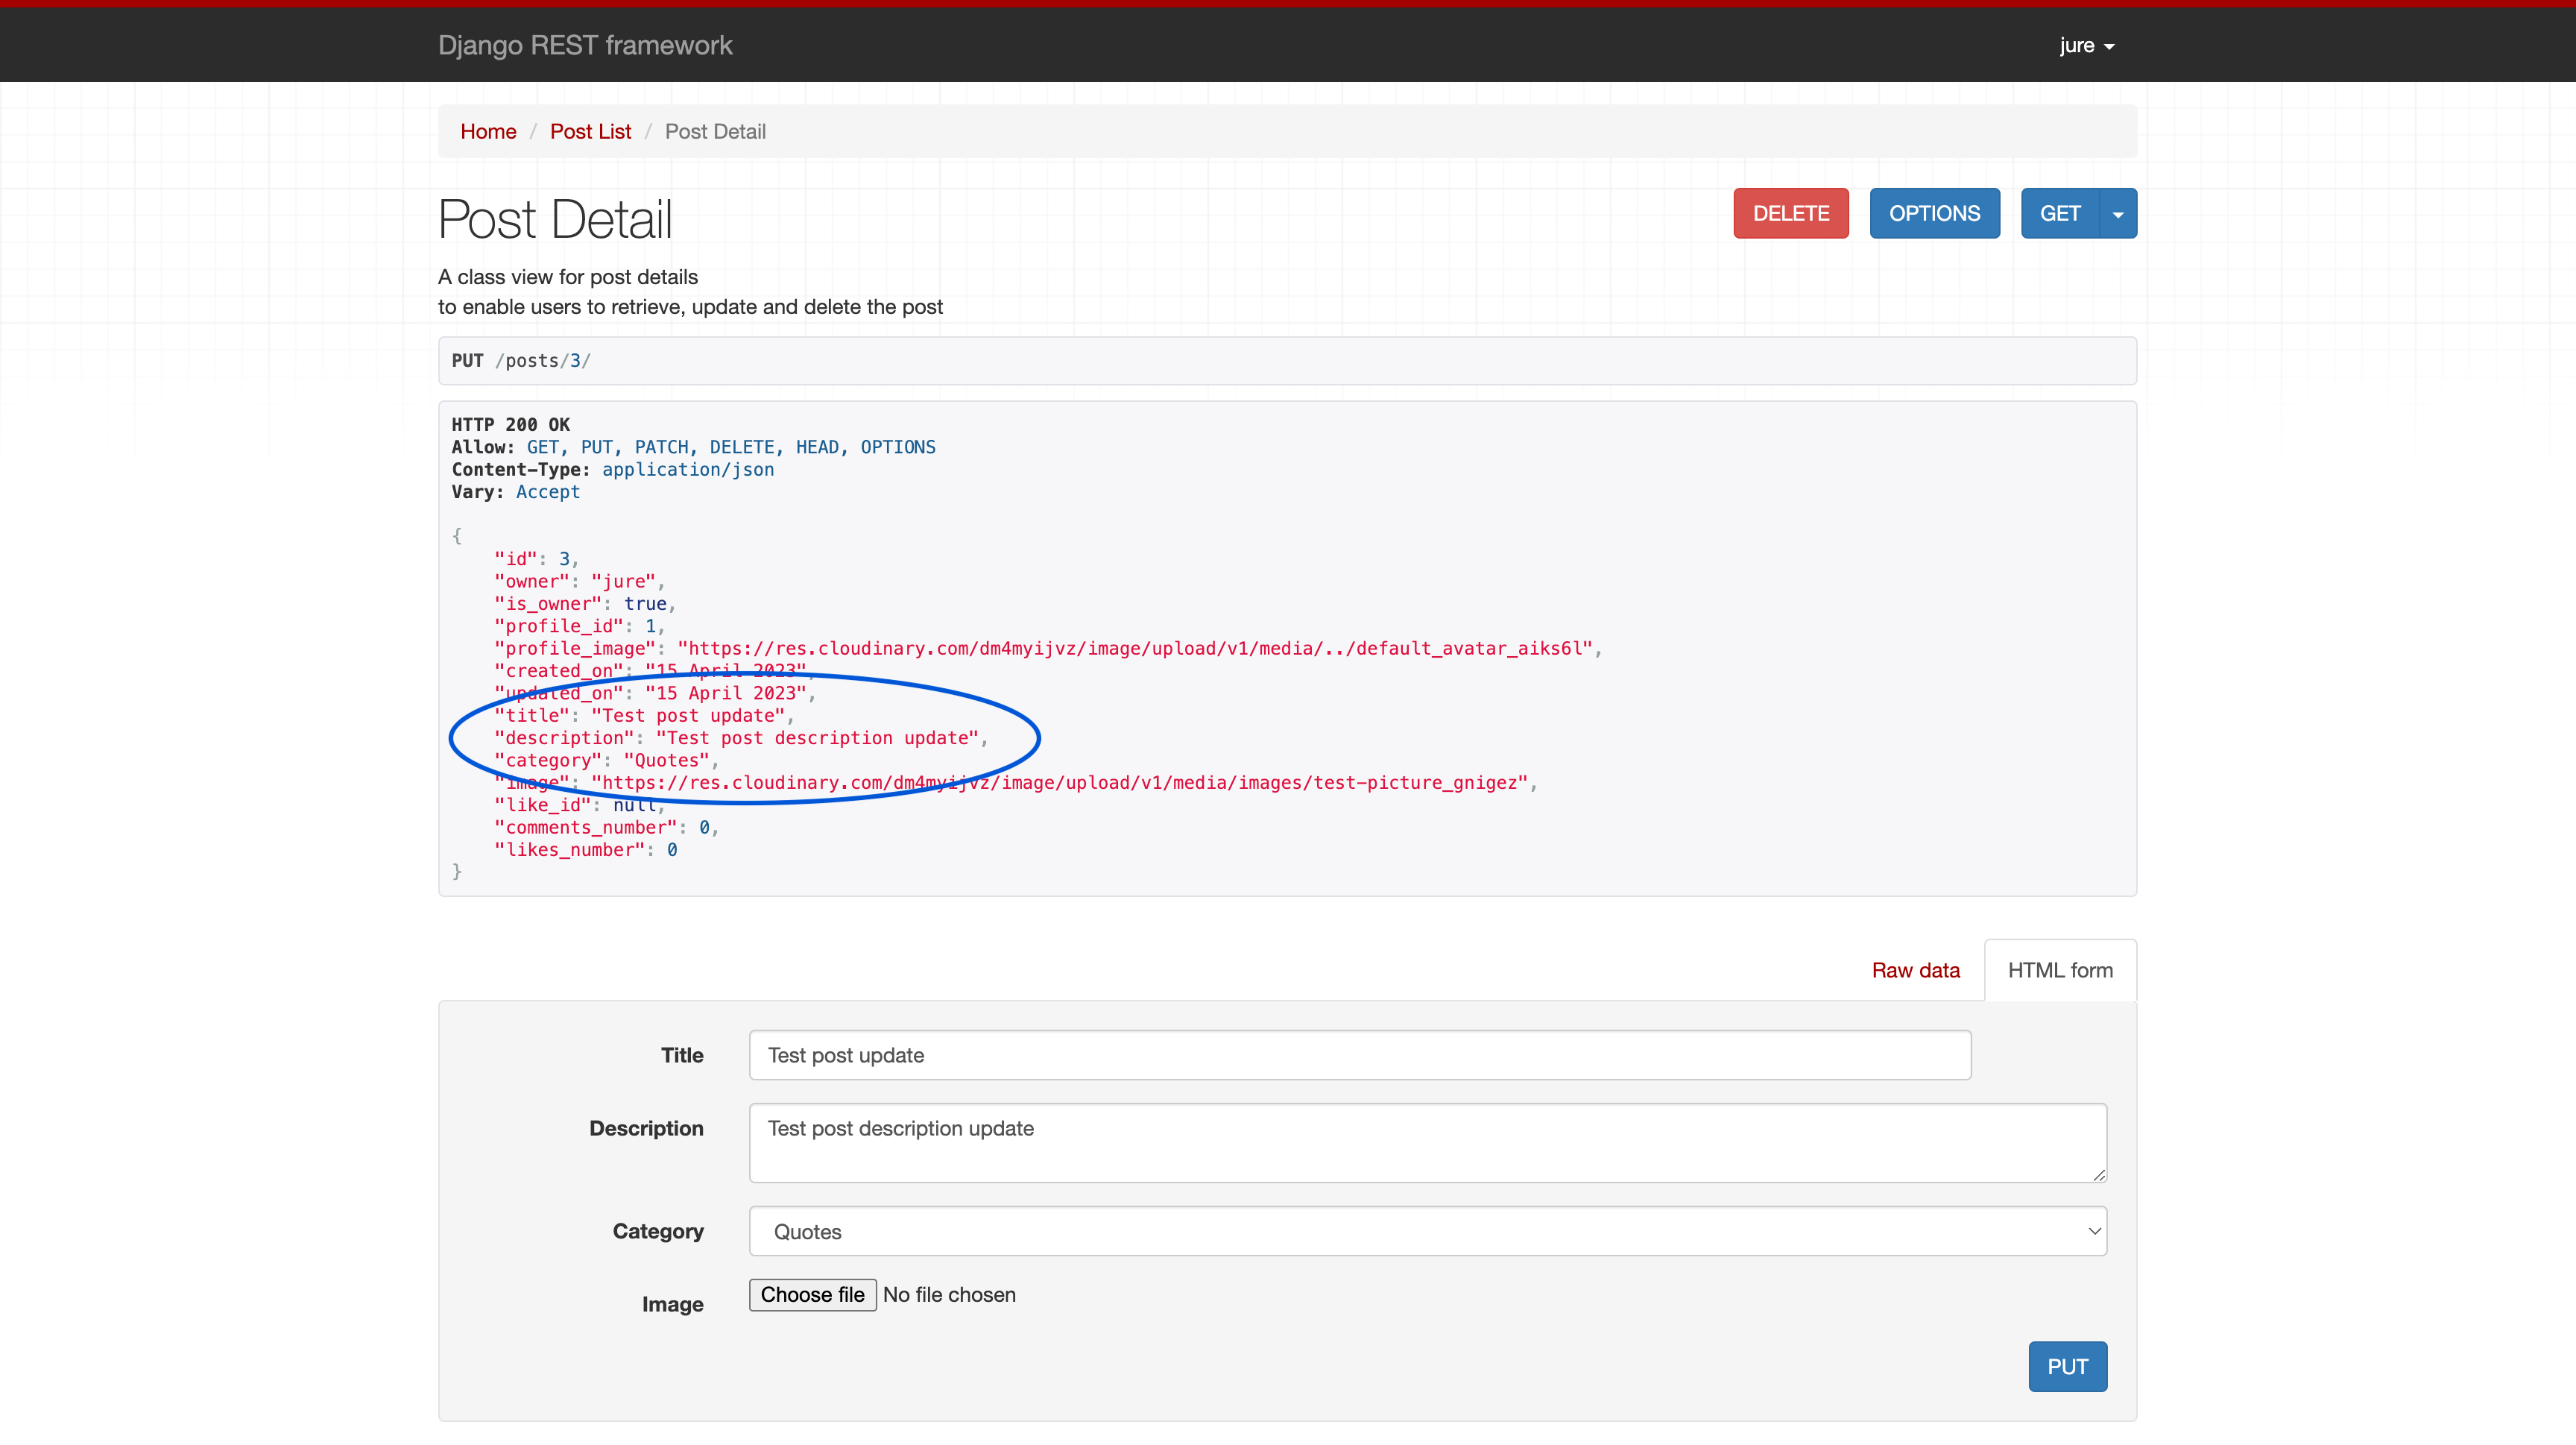 Django REST framework
jure
Home / Post List / Post Detail
Post Detail
DELETE
OPTIONS
GET
A class view for post details
to enable users to retrieve, update and delete the post
PUT /posts/3/
HTTP 200 OK
Allow: GET, PUT, PATCH, DELETE, HEAD, OPTIONS
Content-Type: application/json
Vary: Accept
{
"id": 3,
"owner": "jure",
"is_owner": true,
"profile_id": 1,
"profile_image": "https://res.cloudinary.com/dm4myijvz/image/upload/v1/media/../default_avatar_aiks6l",
"created_on": "15 April 2023",
"updated_on": "15 April 2023",
"title": "Test post update",
"description": "Test post description update",
"category": "Quotes",
"image": "https://res.cloudinary.com/dm4myijvz/image/upload/v1/media/images/test-picture_gnigez",
"like_id": null,
"comments_number": 0,
"likes_number": 0
}
Raw data
HTML form
Title
Test post update
Description
Test post description update
Category
Quotes
Image
Choose file No file chosen
PUT